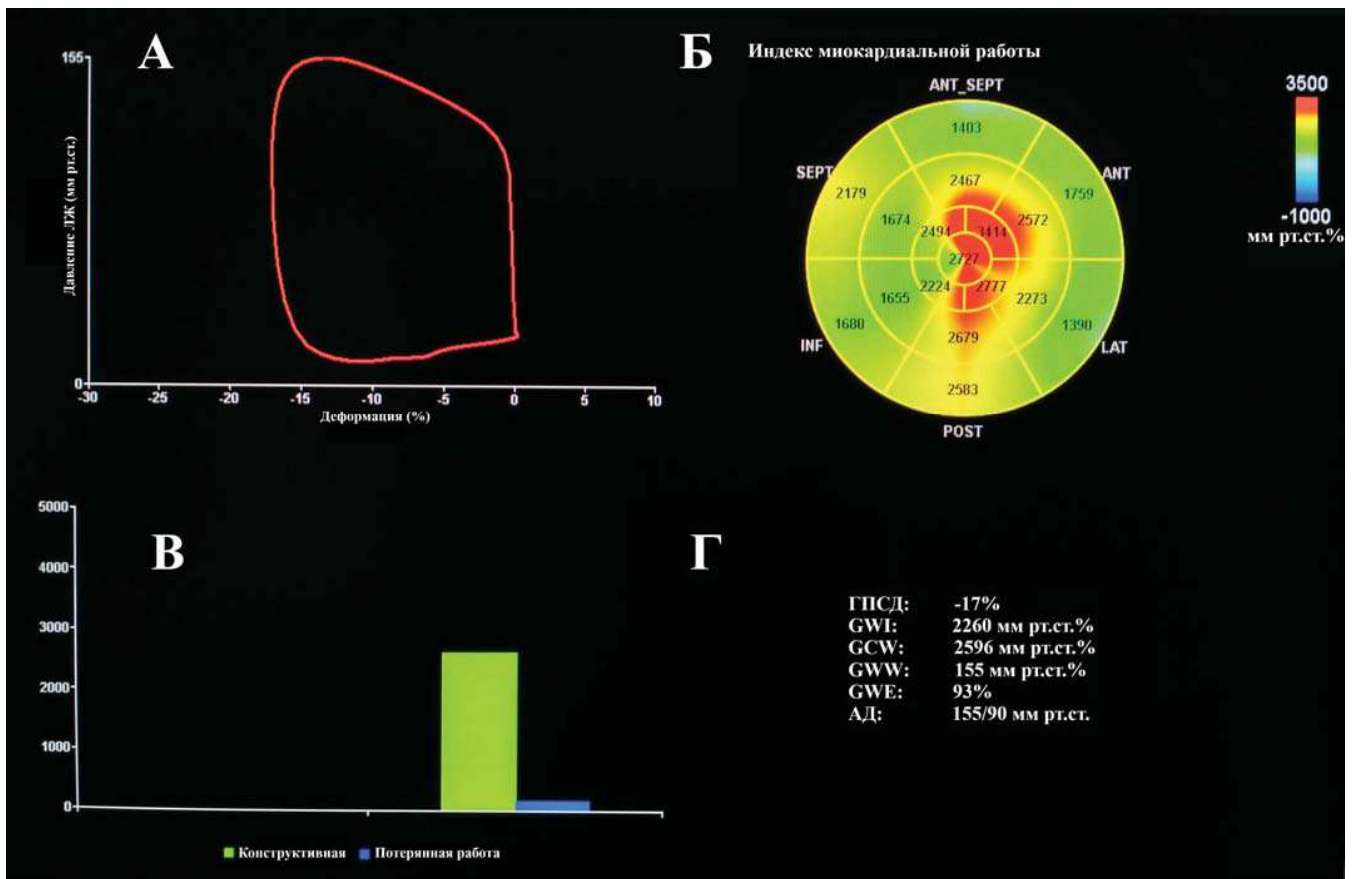 А
155
Давление ЛЖ (мм рт.ст.)
0
-30 -25 -20 -15 -10 -5 0 5 10
Деформация (%)
Б
Индекс миокардиальной работы
ANT_SEPT
SEPT
ANT
INF
LAT
POST
1403
2179
1759
2467
1674
2572
2494
3414
2727
2224
2777
1655
2273
1680
1390
2679
2583
3500
-1000
мм рт.ст.%
В
5000
4000
3000
2000
1000
0
Конструктивная
Потерянная работа
Г
ГПСД: -17%
GWI: 2260 мм рт.ст.%
GCW: 2596 мм рт.ст.%
GWW: 155 мм рт.ст.%
GWE: 93%
АД: 155/90 мм рт.ст.